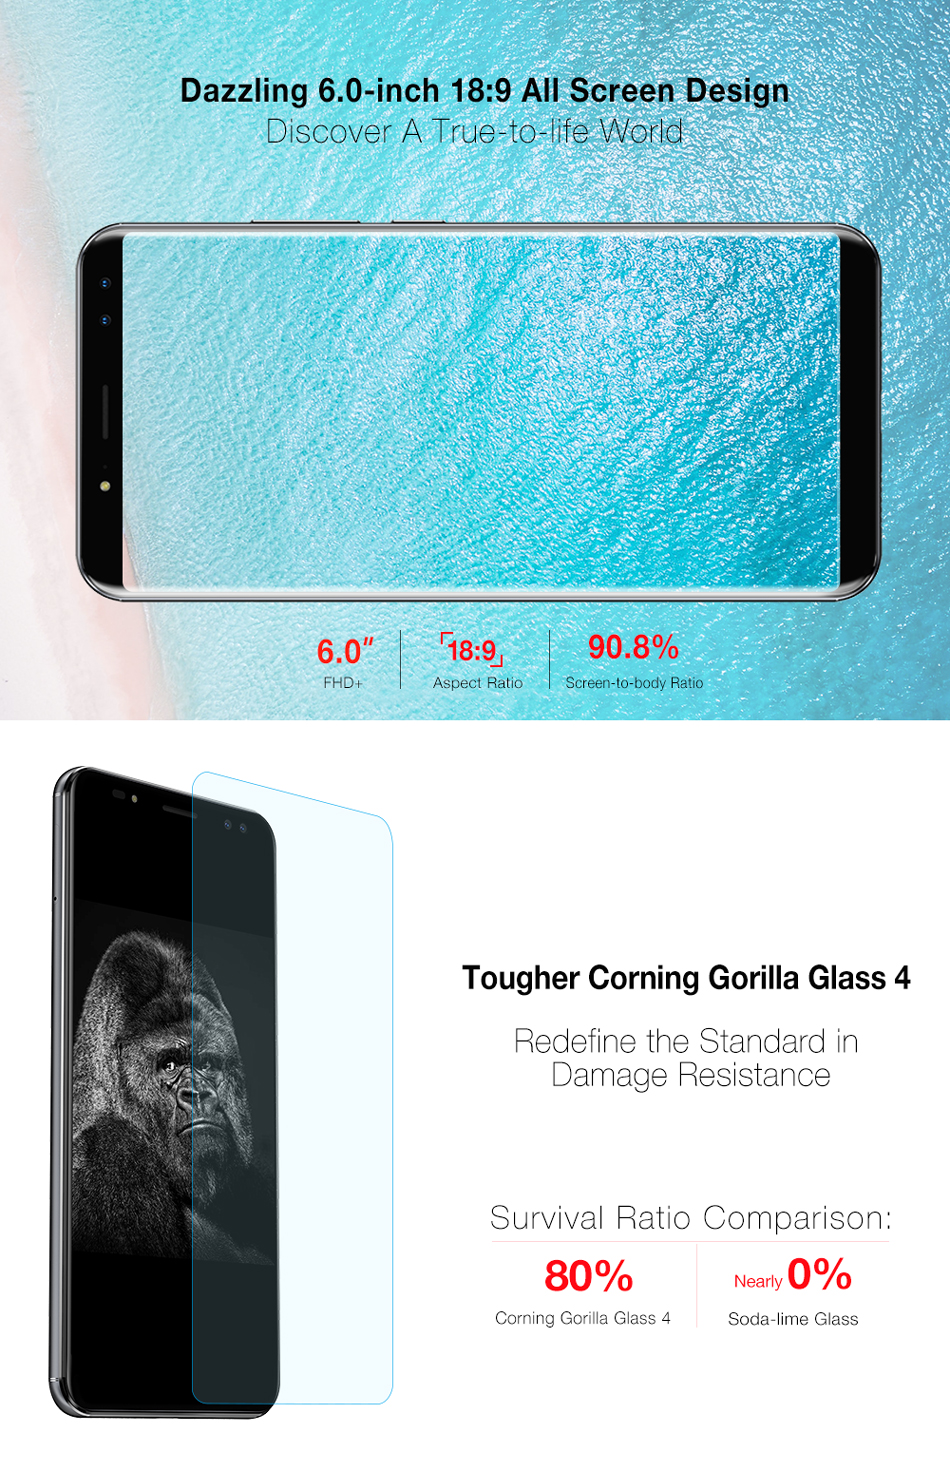 Dazzling 6.0-inch 18:9 All Screen Design
Discover A True-to-life World
6.0″
FHD+
18:9
Aspect Ratio
90.8%
Screen-to-body Ratio
Tougher Corning Gorilla Glass 4
Redefine the Standard in
Damage Resistance
Survival Ratio Comparison:
80%
Corning Gorilla Glass 4
Nearly 0%
Soda-lime Glass